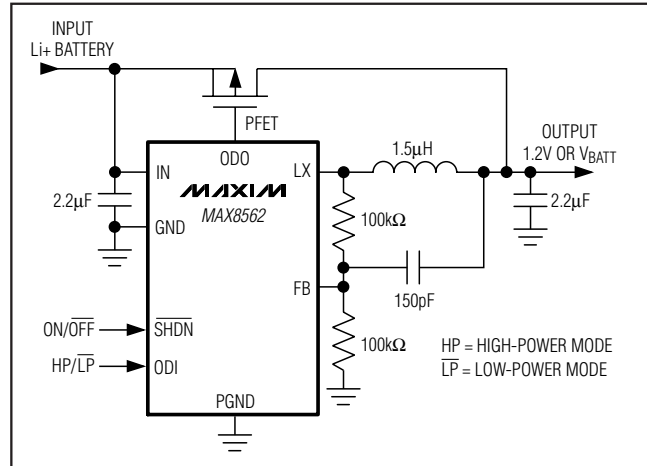 INPUT
Li+ BATTERY
PFET
ODO
IN
LX
1.5µH
OUTPUT
1.2V OR VBATT
2.2µF
MAXIM
MAX8562
GND
100kΩ
2.2µF
FB
150pF
ON/OFF
SHDN
HP/LP
ODI
100kΩ
HP = HIGH-POWER MODE
LP = LOW-POWER MODE
PGND